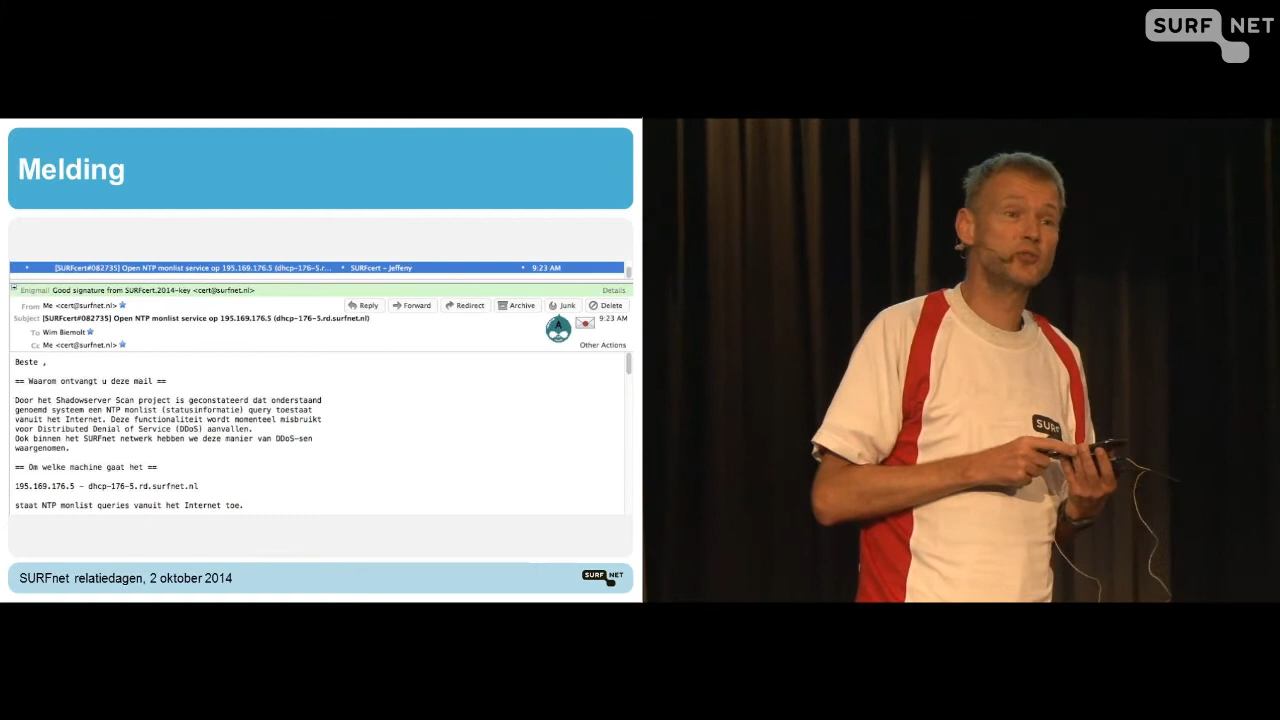 SURF NET
Melding
[SURFcert#082735] Open NTP monlist service op 195.169.176.5 (dhcp-176-5.r... • SURFcert - Jeffeny • 9:23 AM
Enigmail Good signature from SURFcert.2014-key <cert@surfnet.nl> Details
From Me <cert@surfnet.nl> Reply Forward Redirect Archive Junk Delete
Subject [SURFcert#082735] Open NTP monlist service op 195.169.176.5 (dhcp-176-5.rd.surfnet.nl) 9:23 AM
To Wim Biemolt
Cc Me <cert@surfnet.nl> Other Actions
Beste ,
== Waarom ontvangt u deze mail ==
Door het Shadowserver Scan project is geconstateerd dat onderstaand
genoemd systeem een NTP monlist (statusinformatie) query toestaat
vanuit het Internet. Deze functionaliteit wordt momenteel misbruikt
voor Distributed Denial of Service (DDoS) aanvallen.
Ook binnen het SURFnet netwerk hebben we deze manier van DDoS-sen
waargenomen.
== Om welke machine gaat het ==
195.169.176.5 - dhcp-176-5.rd.surfnet.nl
staat NTP monlist queries vanuit het Internet toe.
SURFnet relatiedagen, 2 oktober 2014
SURF NET
SURF